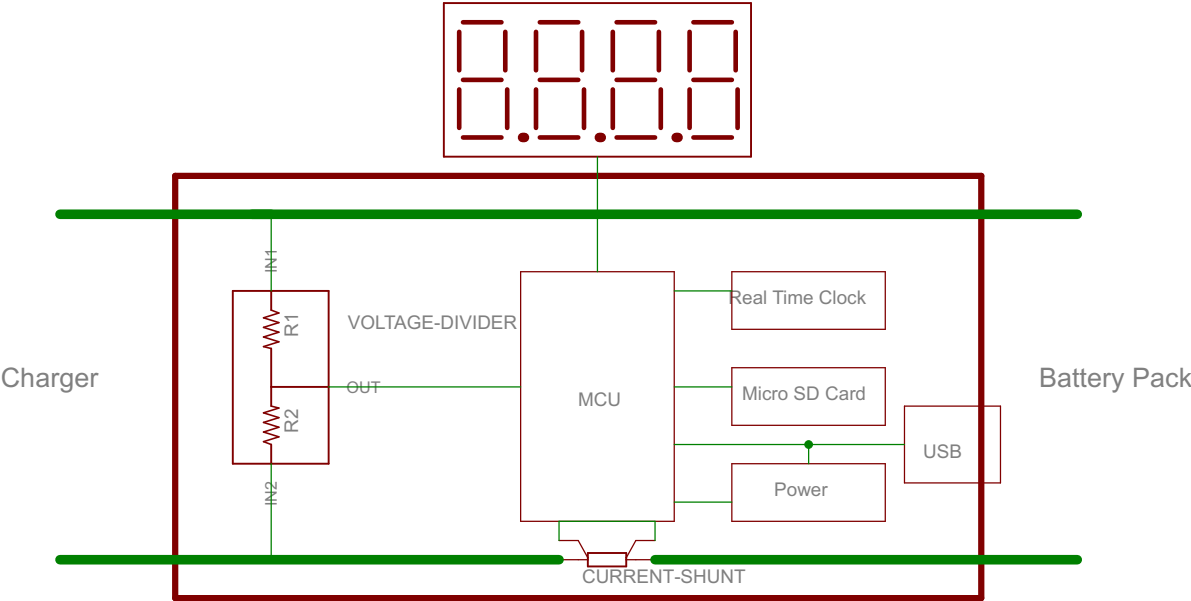 IN1
Real Time Clock
R1
VOLTAGE-DIVIDER
Charger
OUT
MCU
Micro SD Card
Battery Pack
R2
USB
IN2
Power
CURRENT-SHUNT